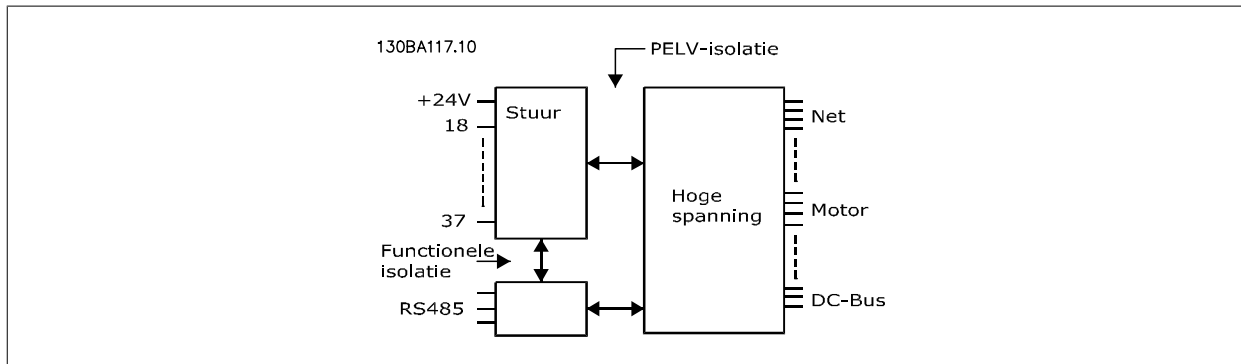 130BA117.10
PELV-isolatie
+24V
18
37
Stuur
Hoge
spanning
Net
Motor
DC-Bus
Functionele
isolatie
RS485